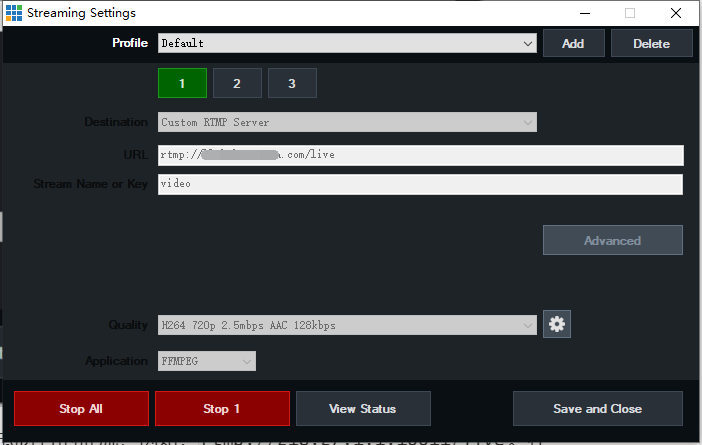 Streaming Settings
Profile Default Add Delete
1 2 3
Destination Custom RTMP Server
URL rtmp:// .com/live
Stream Name or Key video
Advanced
Quality H264 720p 2.5mbps AAC 128kbps
Application FFMPEG
Stop All Stop 1 View Status Save and Close